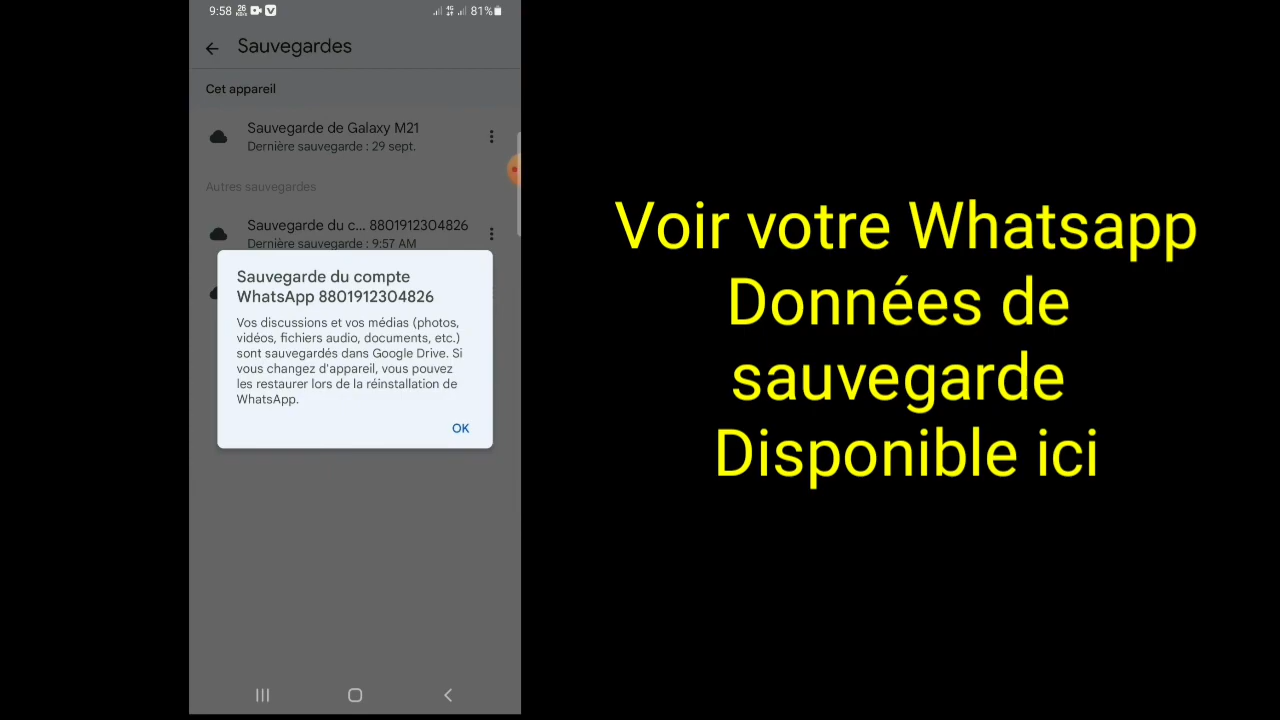 9:58 26 KB/s 4G 81%
Sauvegardes
Cet appareil
Sauvegarde de Galaxy M21
Dernière sauvegarde : 29 sept.
Autres sauvegardes
Sauvegarde du c... 8801912304826
Dernière sauvegarde : 9:57 AM
Sauvegarde du compte
WhatsApp 8801912304826
Vos discussions et vos médias (photos,
vidéos, fichiers audio, documents, etc.)
sont sauvegardés dans Google Drive. Si
vous changez d'appareil, vous pouvez
les restaurer lors de la réinstallation de
WhatsApp.
OK
Voir votre Whatsapp
Données de
sauvegarde
Disponible ici